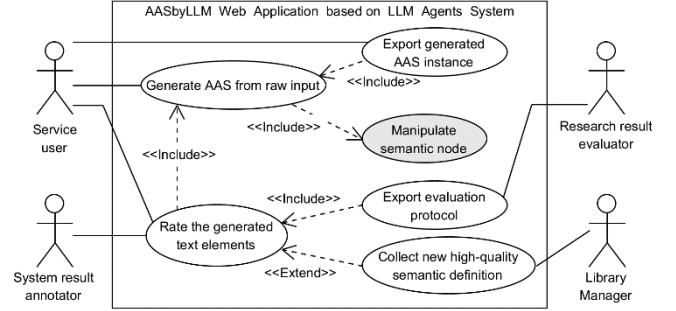 AASbyLLM Web Application based on LLM Agents System
Export generated
AAS instance
<<Include>>
Generate AAS from raw input
Service
user
<<Include>>
Manipulate
semantic node
Research result
evaluator
<<Include>>
<<Include>>
Export evaluation
protocol
Rate the generated
text elements
<<Extend>>
Collect new high-quality
semantic definition
System result
annotator
Library
Manager